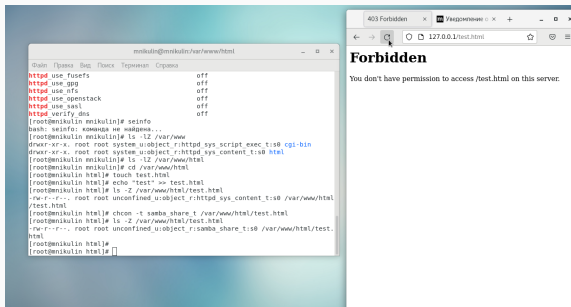 mnikulin@mnikulin:/var/www/html
Файл Правка Вид Поиск Терминал Справка
httpd_use_fusefs off
httpd_use_gpg off
httpd_use_nfs off
httpd_use_openstack off
httpd_use_sasl off
httpd_verify_dns off
[root@mnikulin mnikulin]# seinfo
bash: seinfo: команда не найдена...
[root@mnikulin mnikulin]# ls -lZ /var/www
drwxr-xr-x. root root system_u:object_r:httpd_sys_script_exec_t:s0 cgi-bin
drwxr-xr-x. root root system_u:object_r:httpd_sys_content_t:s0 html
[root@mnikulin mnikulin]# ls -lZ /var/www/html
[root@mnikulin mnikulin]# cd /var/www/html
[root@mnikulin html]# touch test.html
[root@mnikulin html]# echo "test" >> test.html
[root@mnikulin html]# ls -Z /var/www/html/test.html
-rw-r--r--. root root unconfined_u:object_r:httpd_sys_content_t:s0 /var/www/html
/test.html
[root@mnikulin html]# chcon -t samba_share_t /var/www/html/test.html
[root@mnikulin html]# ls -Z /var/www/html/test.html
-rw-r--r--. root root unconfined_u:object_r:samba_share_t:s0 /var/www/html/test.
html
[root@mnikulin html]#
[root@mnikulin html]#
403 Forbidden
Уведомление о
127.0.0.1/test.html
Forbidden
You don't have permission to access /test.html on this server.